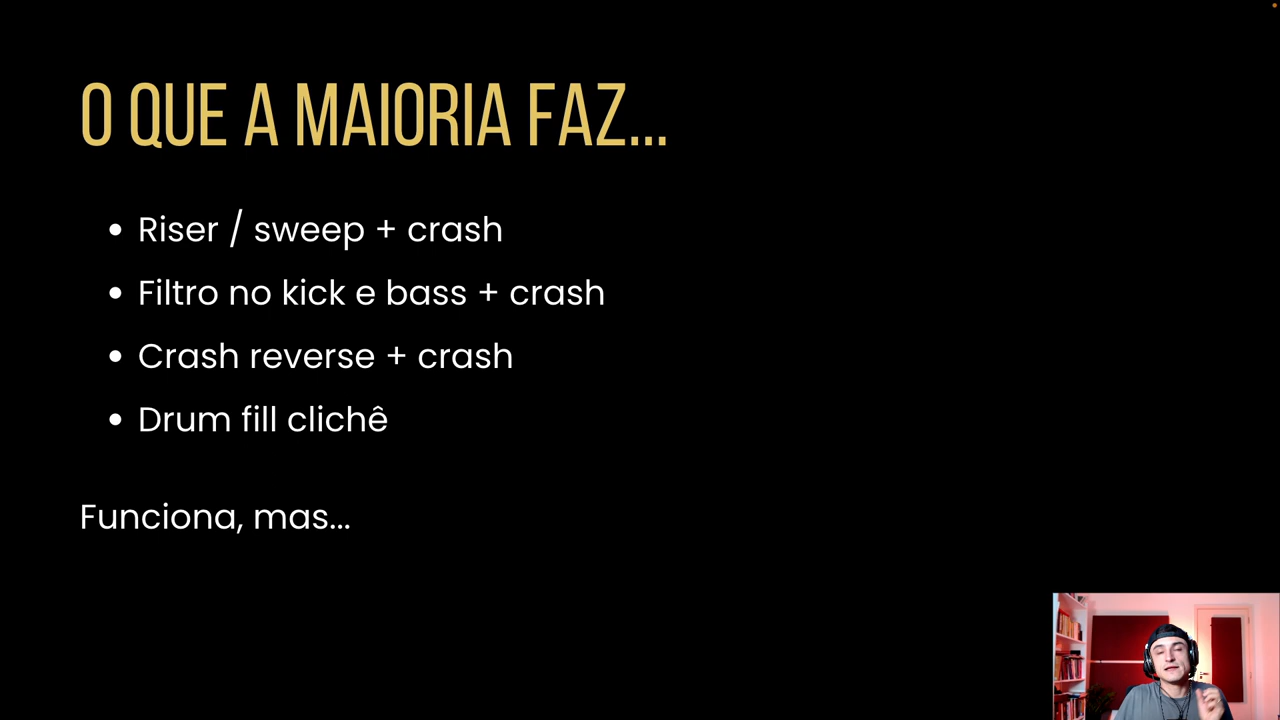 O QUE A MAIORIA FAZ...
• Riser / sweep + crash
• Filtro no kick e bass + crash
• Crash reverse + crash
• Drum fill clichê
Funciona, mas...